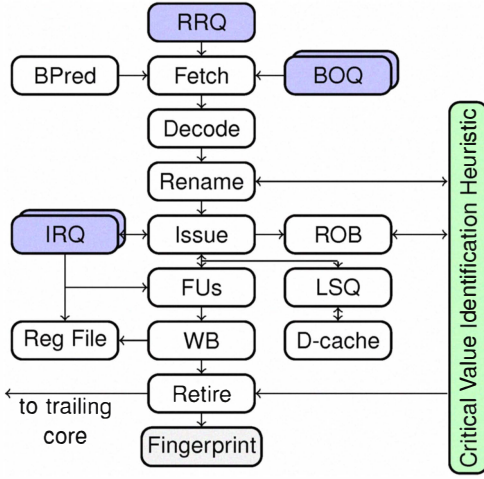 RRQ
BPred
Fetch
BOQ
Decode
Rename
IRQ
Issue
ROB
FUs
LSQ
Reg File
WB
D-cache
Retire
to trailing
core
Fingerprint
Critical Value Identification Heuristic